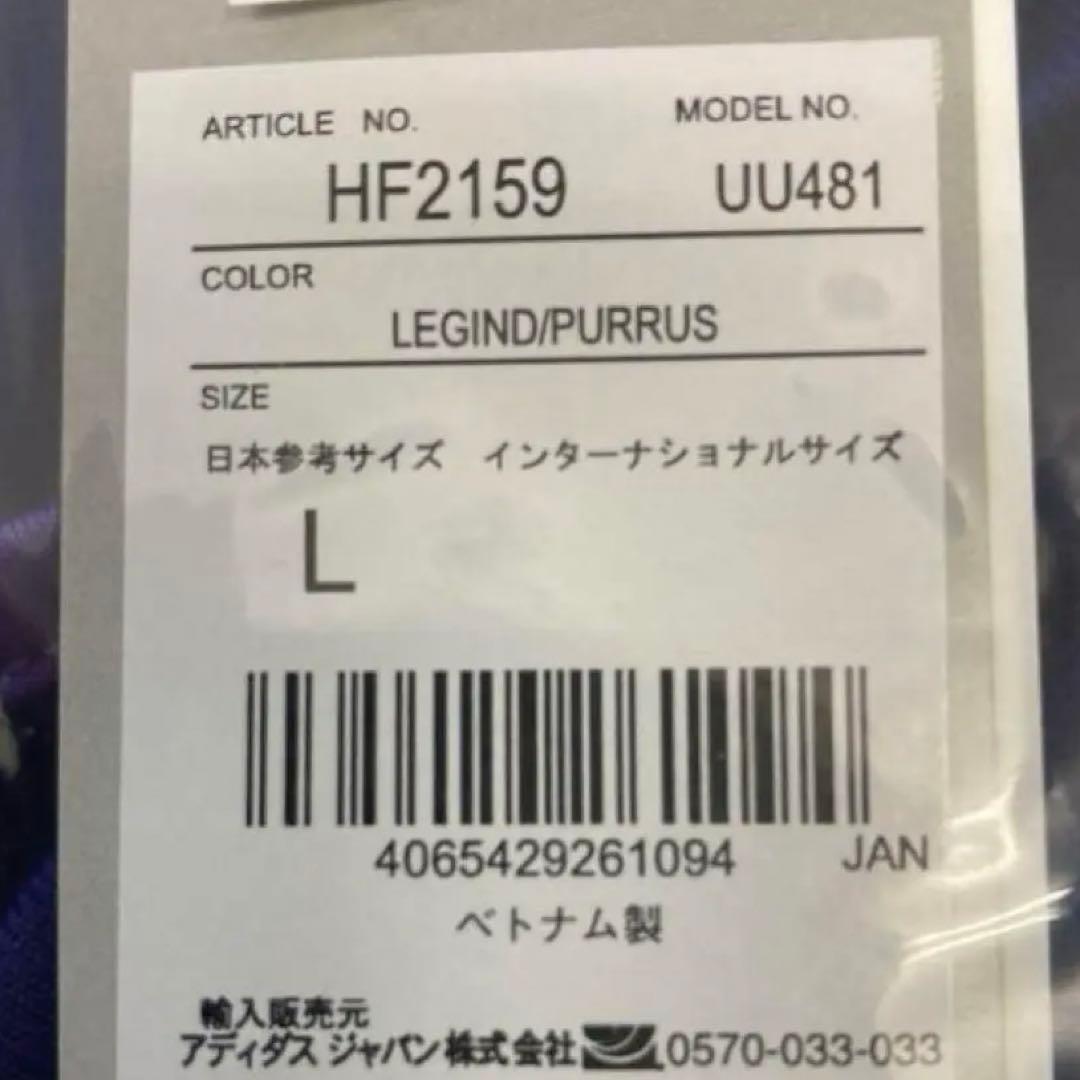 ARTICLE NO. MODEL NO.
HF2159 UU481
COLOR
LEGIND/PURRUS
SIZE
日本参考サイズ インターナショナルサイズ
L
4065429261094 JAN
ベトナム製
輸入販売元
アディダス ジャパン株式会社 0570-033-033